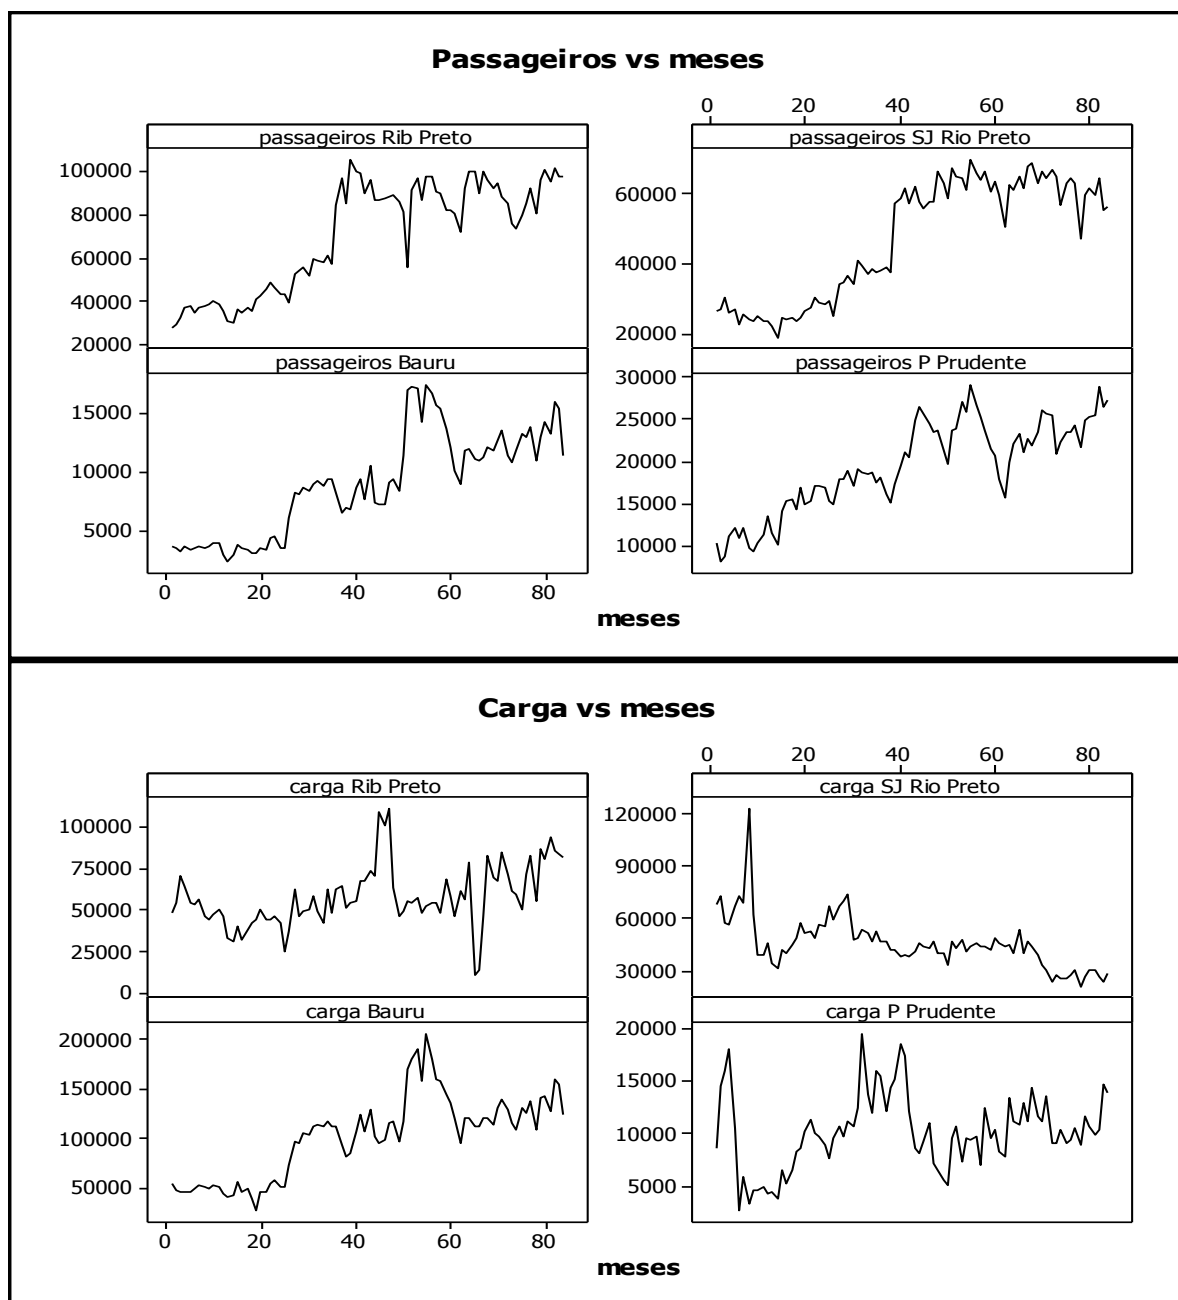 Passageiros vs meses
0 20 40 60 80
passageiros Rib Preto passageiros SJ Rio Preto
100000
80000
60000
40000
20000
60000
40000
20000
passageiros Bauru passageiros P Prudente
15000
10000
5000
30000
25000
20000
15000
10000
0 20 40 60 80
meses
Carga vs meses
0 20 40 60 80
carga Rib Preto carga SJ Rio Preto
100000
75000
50000
25000
0
120000
90000
60000
30000
carga Bauru carga P Prudente
200000
150000
100000
50000
20000
15000
10000
5000
0 20 40 60 80
meses